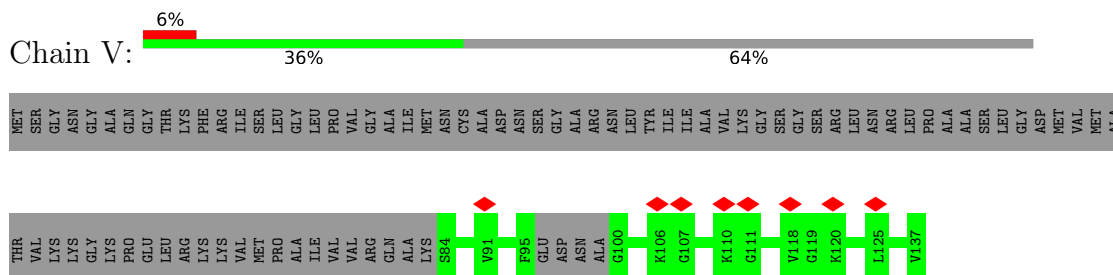 6%
Chain V:
36% 64%
MET SER GLY ASN GLY ALA GLN GLY THR LYS PHE ARG ILE SER LEU GLY LEU PRO VAL GLY ALA ILE MET ASN CYS ALA ASP ASN SER GLY ALA ARG ASN LEU TYR ILE ILE ALA VAL LYS GLY SER GLY SER ARG LEU ASN ARG LEU PRO ALA ALA SER LEU GLY ASP MET VAL MET ALA
THR VAL LYS LYS GLY LYS PRO GLU LEU ARG LYS LYS VAL MET PRO ALA ILE VAL VAL ARG GLN ALA LYS S84 V91 F95 GLU ASP ASN ALA G100 K106 G107 K110 G111 V118 G119 K120 L125 V137